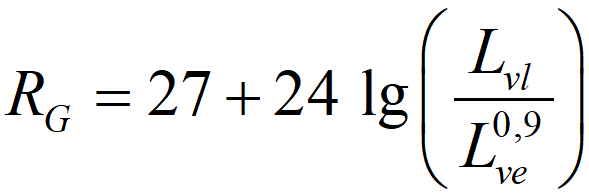 R_G = 27 + 24 lg(L_vl / L_ve^0,9)